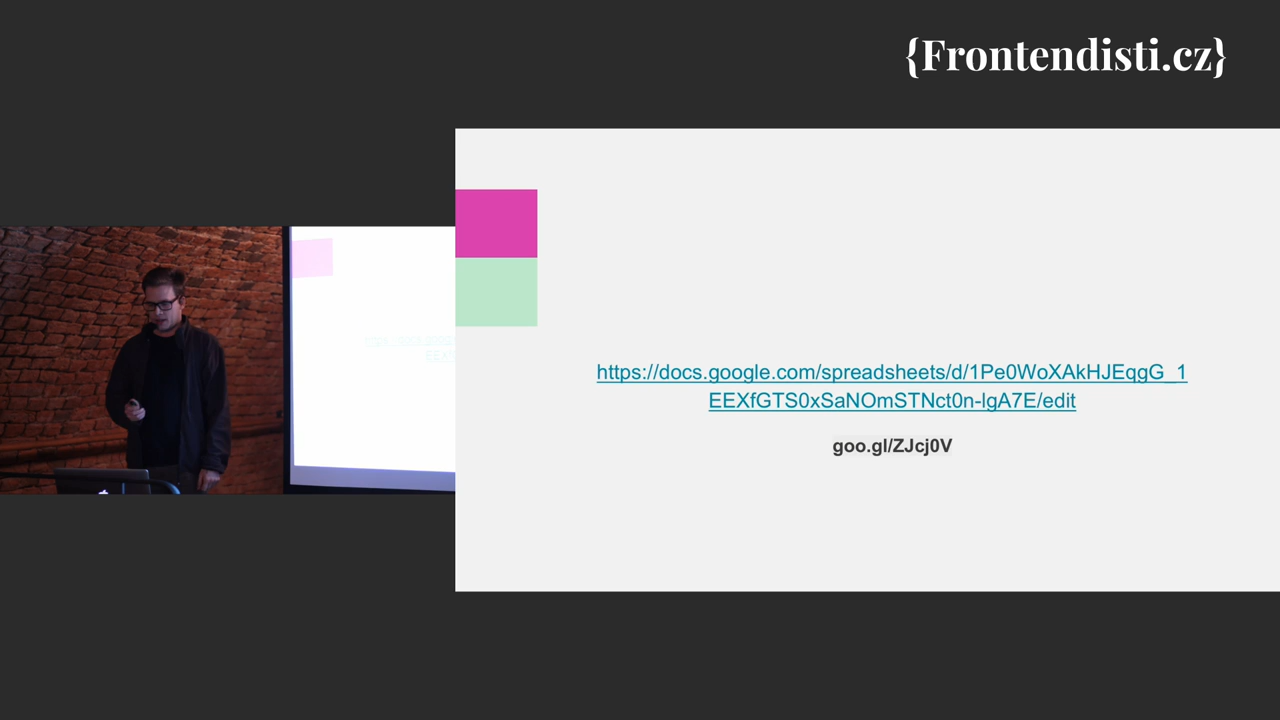 {Frontendisti.cz}
https://docs.google.com/spreadsheets/d/1Pe0WoXAkHJEqgG_1
EEXfGTS0xSaNOmSTNct0n-lgA7E/edit
goo.gl/ZJcj0V